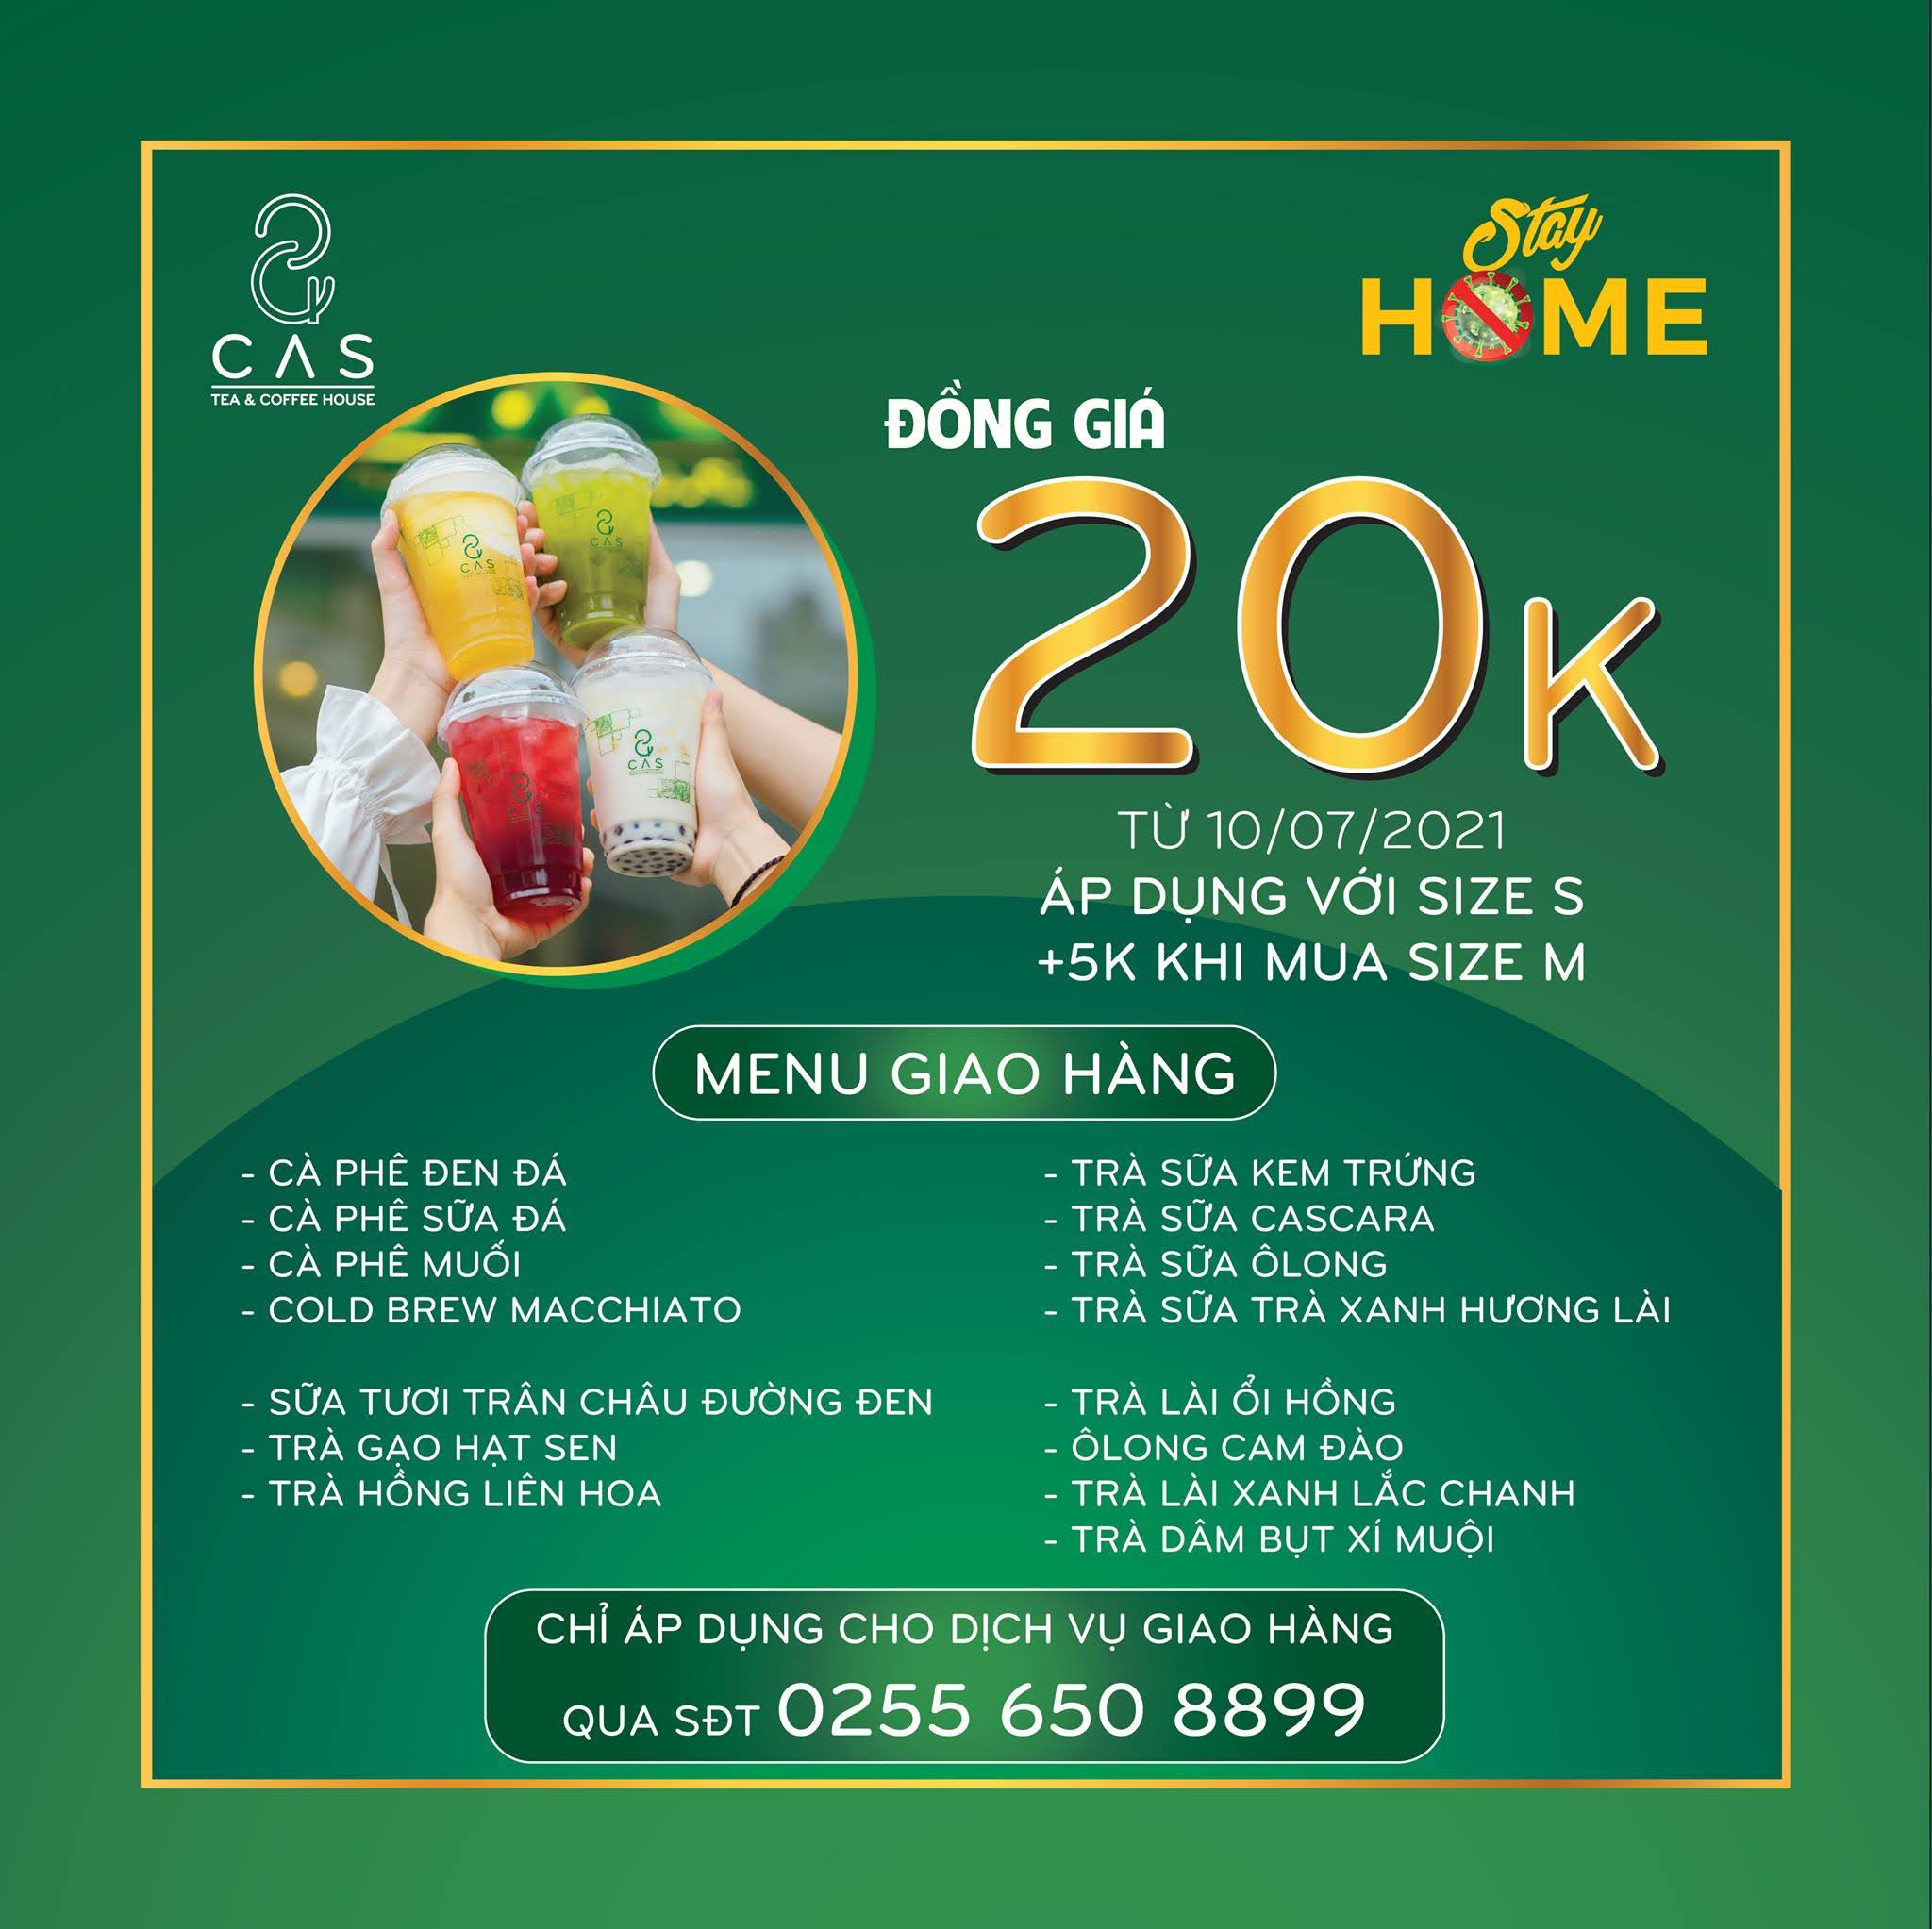 CAS
TEA & COFFEE HOUSE
Stay
HOME
ĐỒNG GIÁ
20K
TỪ 10/07/2021
ÁP DỤNG VỚI SIZE S
+5K KHI MUA SIZE M
CAS
CAS
CAS
CAS
MENU GIAO HÀNG
- CÀ PHÊ ĐEN ĐÁ
- CÀ PHÊ SỮA ĐÁ
- CÀ PHÊ MUỐI
- COLD BREW MACCHIATO
- SỮA TƯƠI TRÂN CHÂU ĐƯỜNG ĐEN
- TRÀ GẠO HẠT SEN
- TRÀ HỒNG LIÊN HOA
- TRÀ SỮA KEM TRỨNG
- TRÀ SỮA CASCARA
- TRÀ SỮA ÔLONG
- TRÀ SỮA TRÀ XANH HƯƠNG LÀI
- TRÀ LÀI ỔI HỒNG
- ÔLONG CAM ĐÀO
- TRÀ LÀI XANH LẮC CHANH
- TRÀ DÂM BỤT XÍ MUỘI
CHỈ ÁP DỤNG CHO DỊCH VỤ GIAO HÀNG
QUA SĐT 0255 650 8899